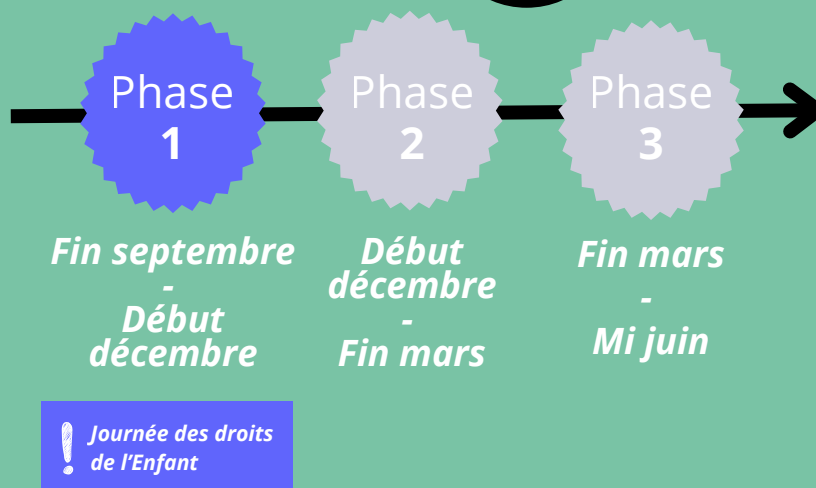 Phase
1
Phase
2
Phase
3
Fin septembre
-
Début
décembre
Début
décembre
-
Fin mars
Fin mars
-
Mi juin
! Journée des droits
de l'Enfant